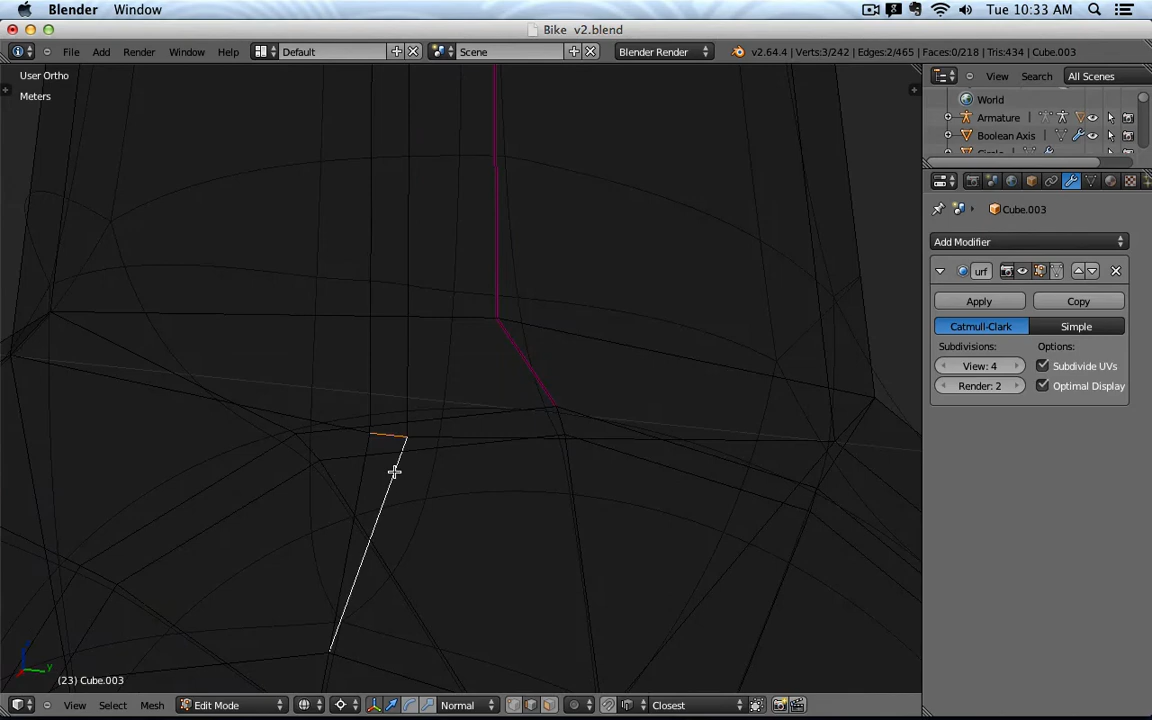 Blender Window Tue 10:33 AM
Bike v2.blend
File Add Render Window Help Default Scene Blender Render v2.64.4 | Verts:3/242 | Edges:2/465 | Faces:0/218 | Tris:434 | Cube.003
User Ortho
Meters
View Search All Scenes
World
Armature
Boolean Axis
Circle
Cube.003
Add Modifier
urf
Apply Copy
Catmull-Clark Simple
Subdivisions: Options:
View: 4 Subdivide UVs
Render: 2 Optimal Display
y
(23) Cube.003
View Select Mesh Edit Mode Normal Closest